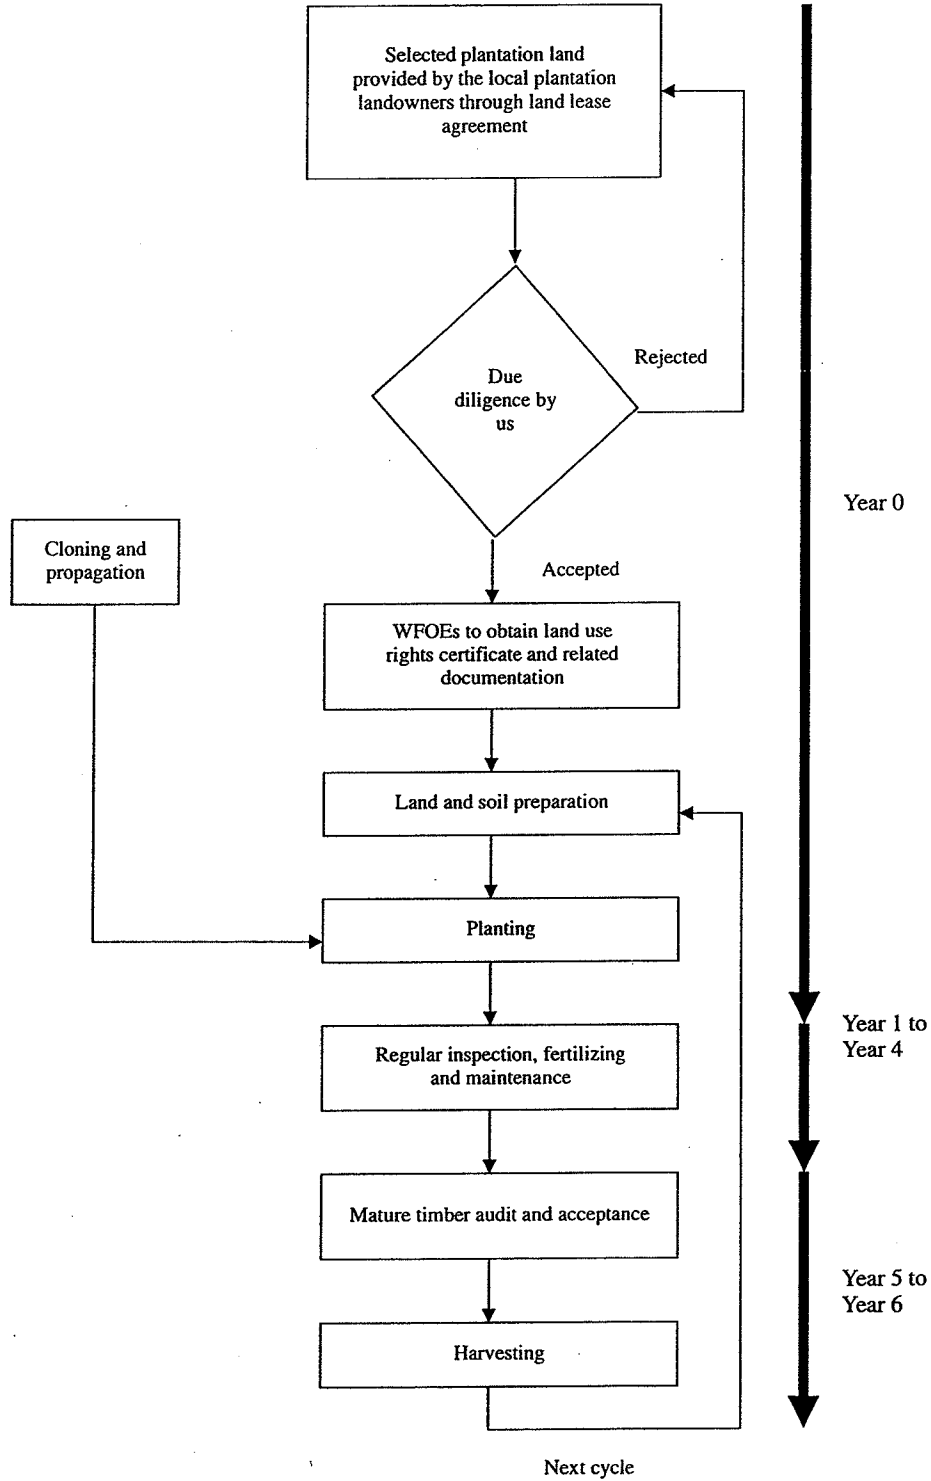 Selected plantation land
provided by the local plantation
landowners through land lease
agreement
Rejected
Due
diligence by
us
Year 0
Cloning and
propagation
Accepted
WFOEs to obtain land use
rights certificate and related
documentation
Land and soil preparation
Planting
Year 1 to
Year 4
Regular inspection, fertilizing
and maintenance
Mature timber audit and acceptance
Year 5 to
Year 6
Harvesting
Next cycle